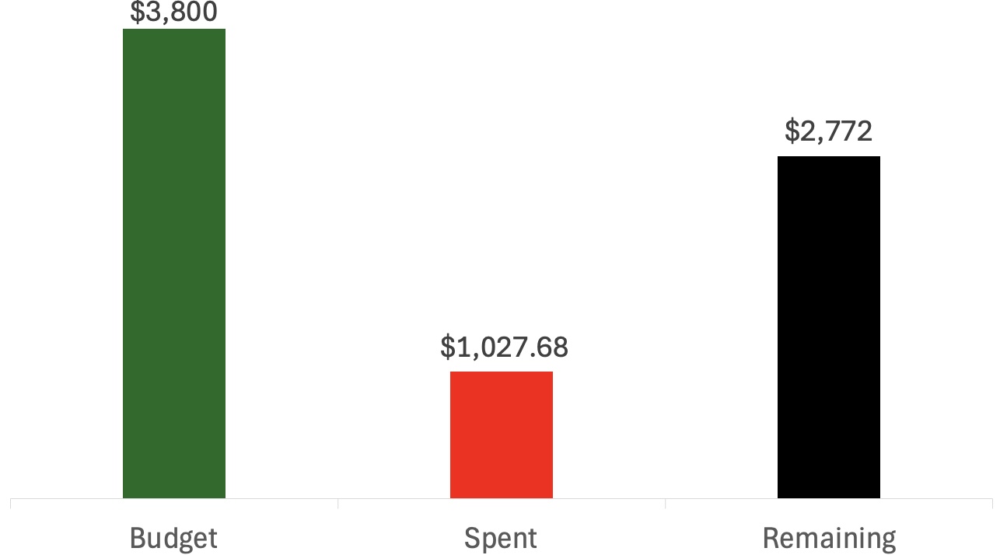 $3,800
$2,772
$1,027.68
Budget
Spent
Remaining